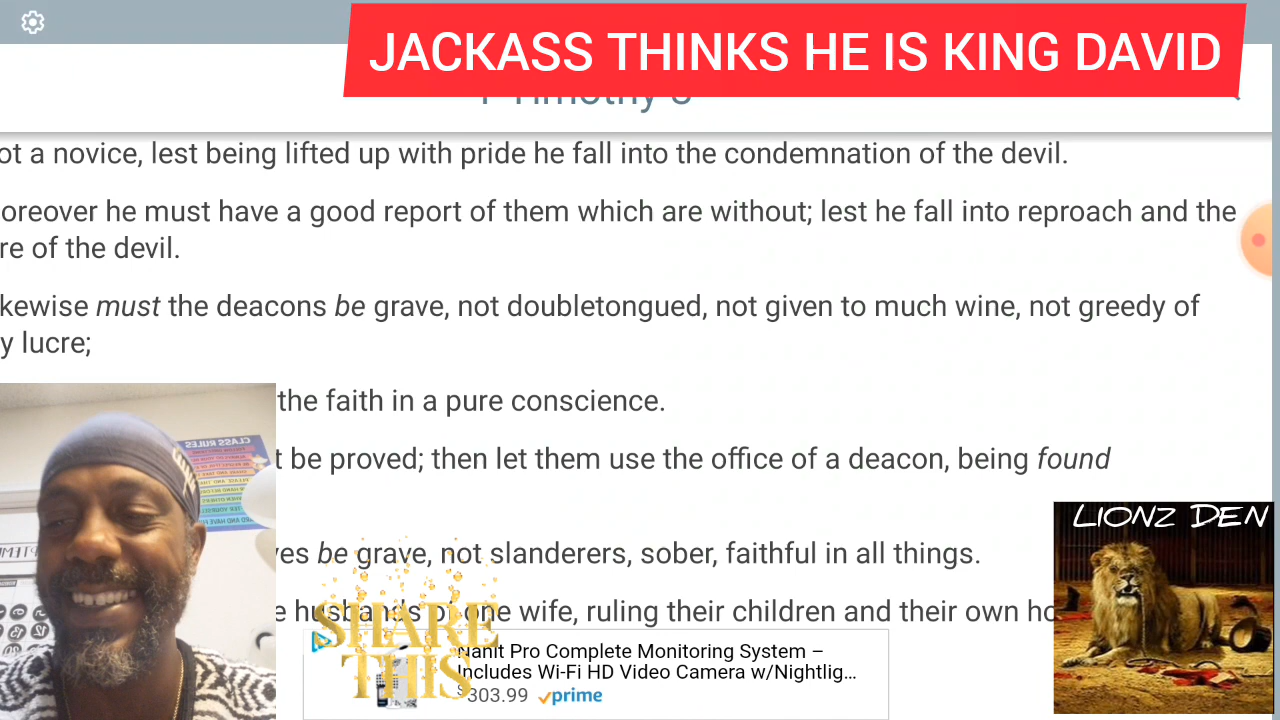 JACKASS THINKS HE IS KING DAVID
ot a novice, lest being lifted up with pride he fall into the condemnation of the devil.
oreover he must have a good report of them which are without; lest he fall into reproach and the
re of the devil.
kewise must the deacons be grave, not doubletongued, not given to much wine, not greedy of
y lucre;
the faith in a pure conscience.
t be proved; then let them use the office of a deacon, being found
LIONZ DEN
es be grave, not slanderers, sober, faithful in all things.
e husbands of one wife, ruling their children and their own ho
SHARE
THIS
Nanit Pro Complete Monitoring System –
Includes Wi-Fi HD Video Camera w/Nightlig...
$303.99 prime
CLASS RULES